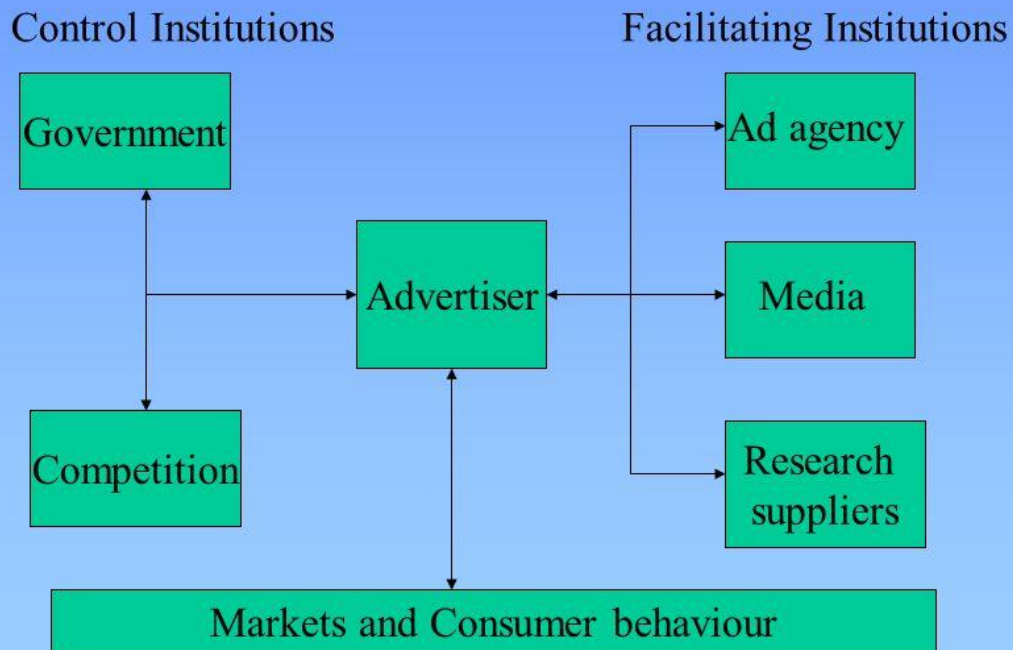 Control Institutions
Facilitating Institutions
Government
Ad agency
Advertiser
Media
Competition
Research
suppliers
Markets and Consumer behaviour